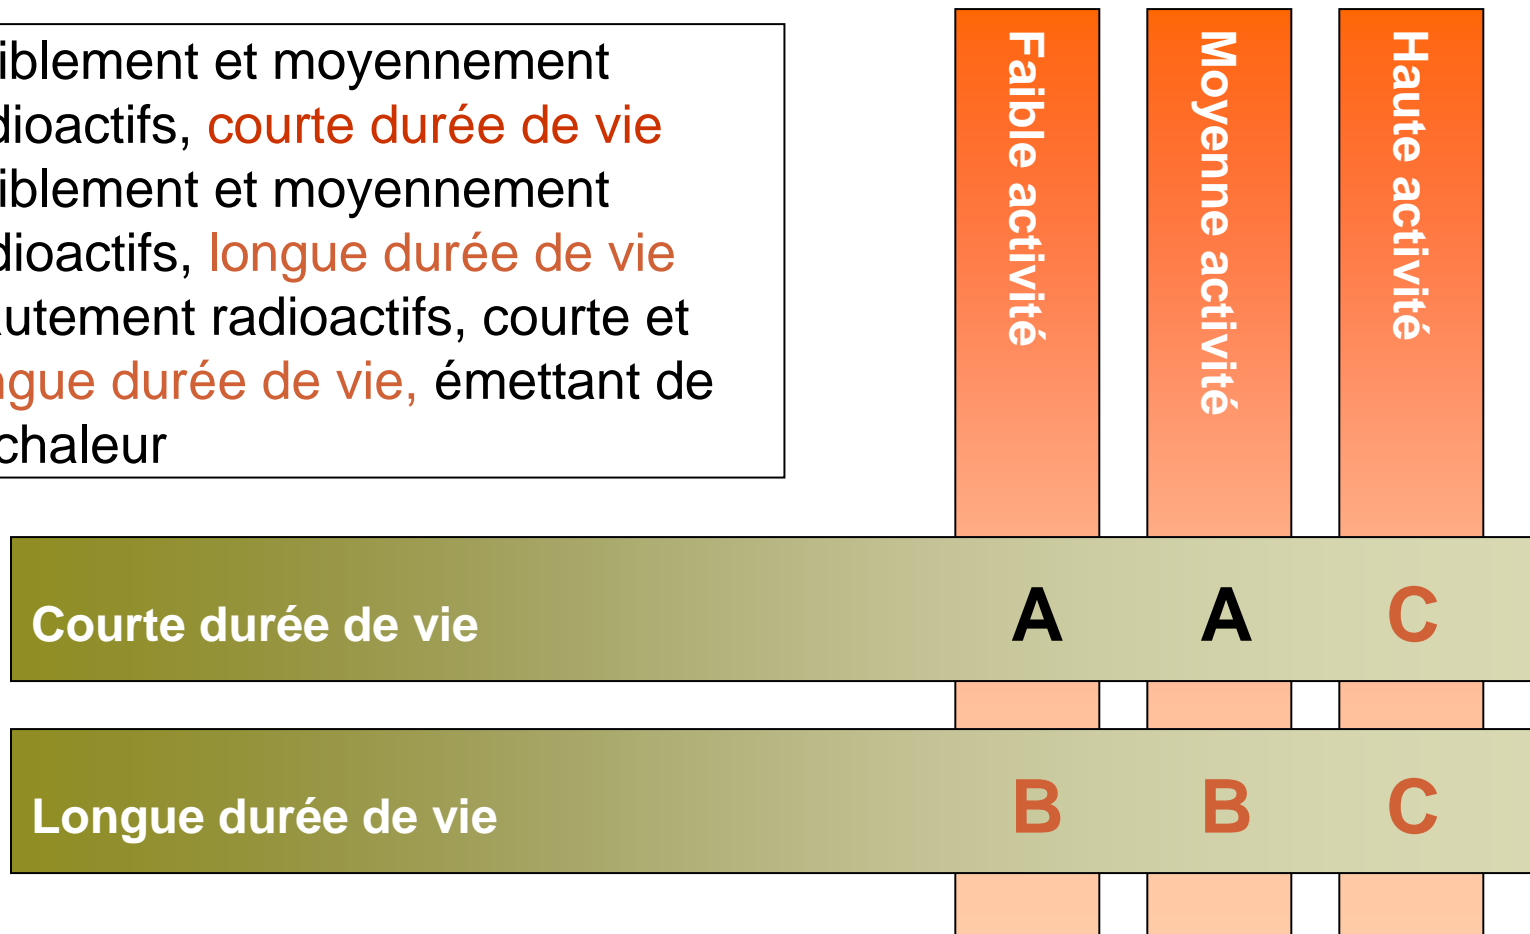 iblement et moyennement
dioactifs, courte durée de vie
iblement et moyennement
dioactifs, longue durée de vie
utement radioactifs, courte et
ngue durée de vie, émettant de
chaleur
Faible activité
Moyenne activité
Haute activité
Courte durée de vie A A C
Longue durée de vie B B C